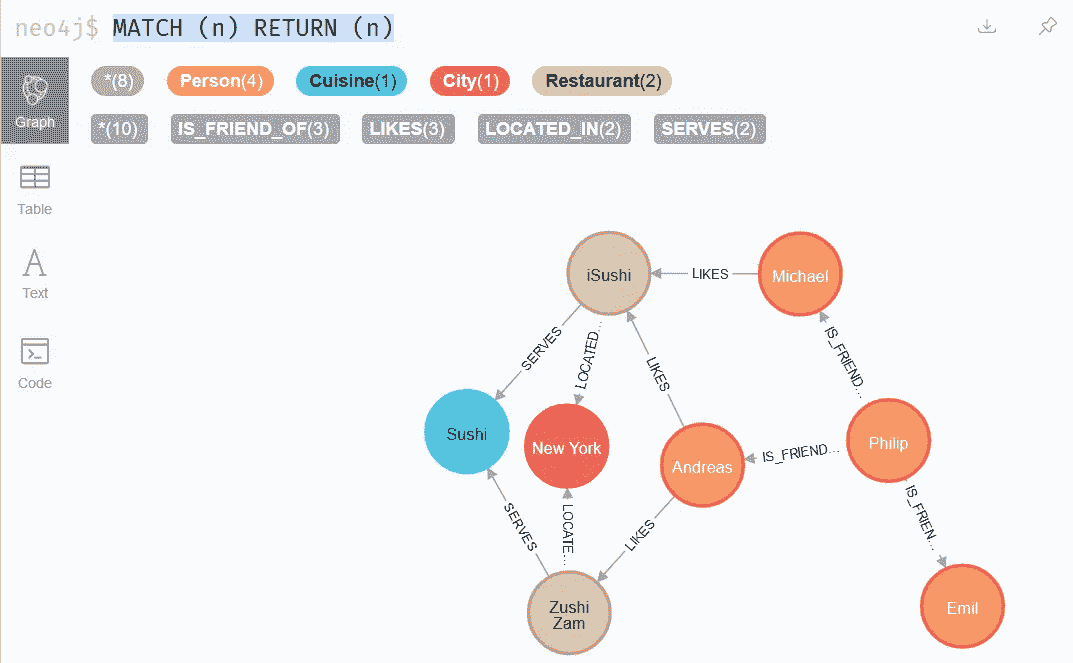 neo4j$ MATCH (n) RETURN (n)
Graph
*(8) Person(4) Cuisine(1) City(1) Restaurant(2)
*(10) IS_FRIEND_OF(3) LIKES(3) LOCATED_IN(2) SERVES(2)
Table
Text
Code
iSushi
LIKES
Michael
SERVES
LOCATED...
LIKES
IS_FRIEND...
Sushi
New York
Andreas
IS_FRIEND...
Philip
SERVES
LOCATE...
LIKES
IS_FRIEN...
Zushi
Zam
Emil